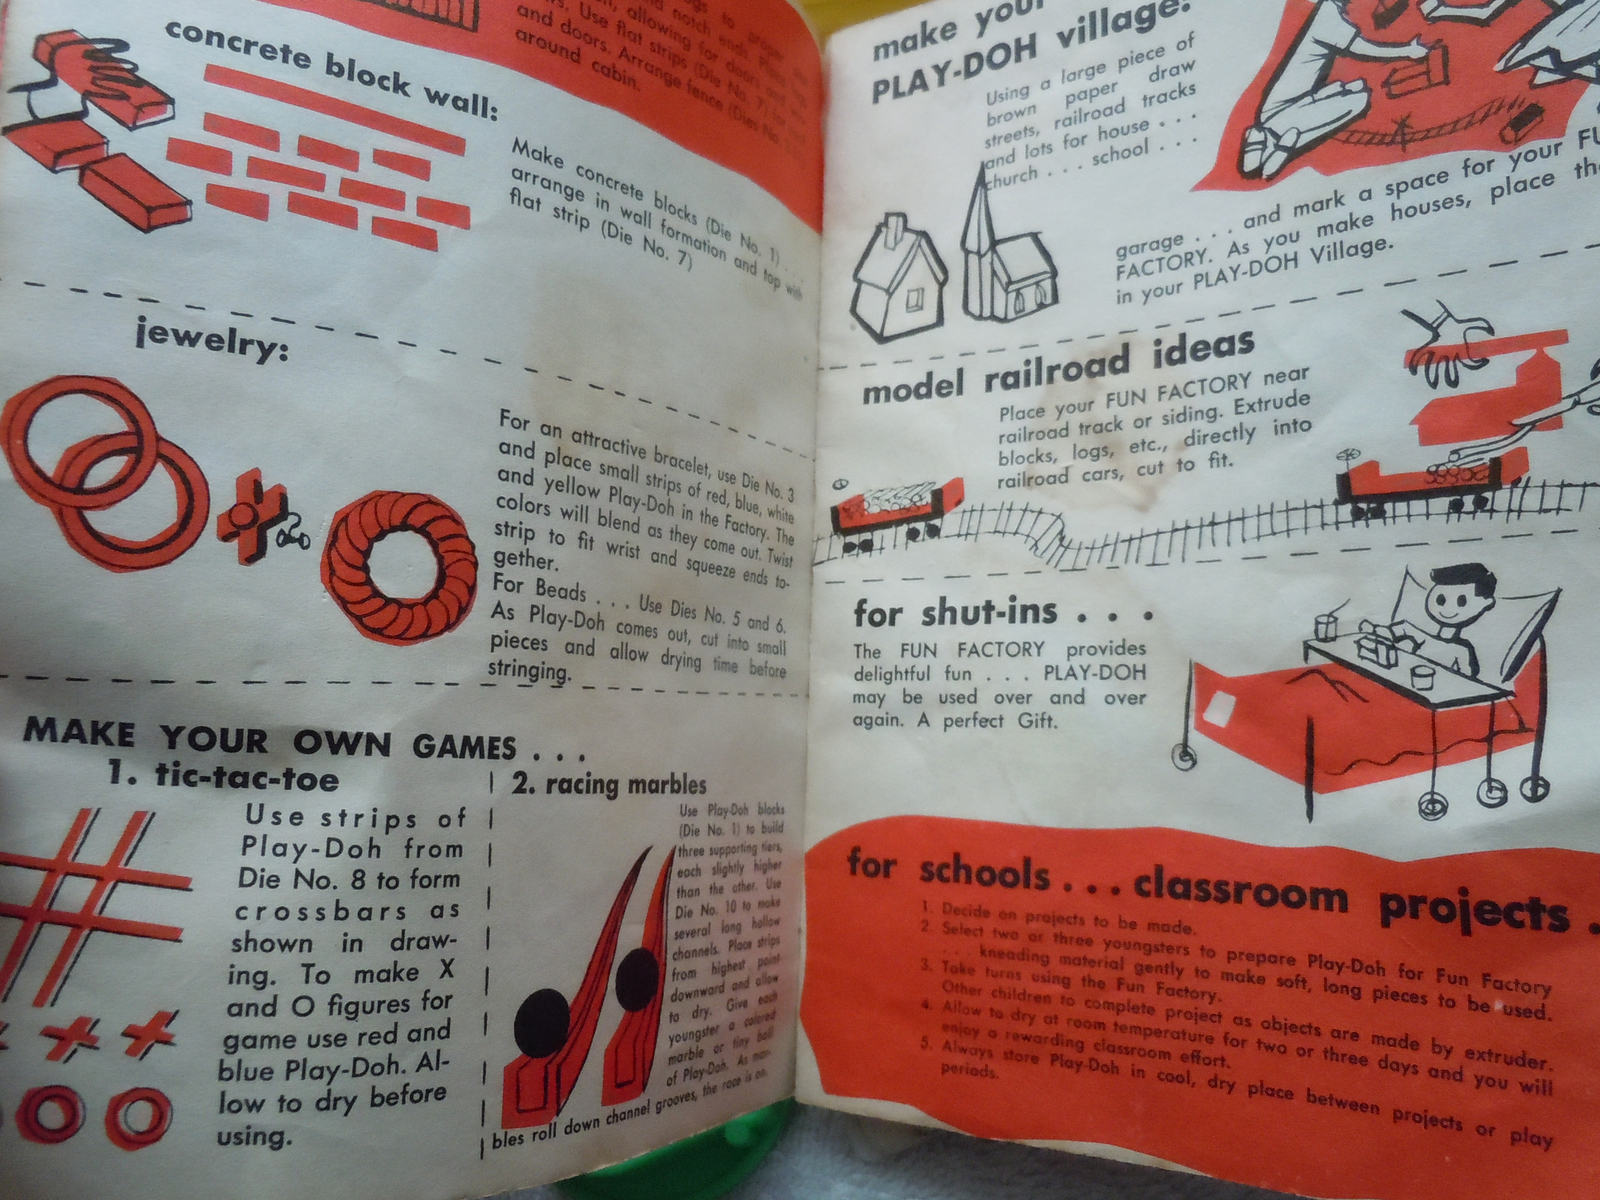 and notch ends.
allowing for doors
Use flat strips (Die No. 7) for
and doors. Arrange fence (Dies No.
around cabin.
concrete block wall:
Make concrete blocks (Die No. 1) . . .
arrange in wall formation and top with
flat strip (Die No. 7)
jewelry:
For an attractive bracelet, use Die No. 3
and place small strips of red, blue, white
and yellow Play-Doh in the Factory. The
colors will blend as they come out. Twist
strip to fit wrist and squeeze ends to-
gether.
For Beads . . . Use Dies No. 5 and 6.
As Play-Doh comes out, cut into small
pieces and allow drying time before
stringing.
MAKE YOUR OWN GAMES . . .
1. tic-tac-toe
Use strips of
Play-Doh from
Die No. 8 to form
crossbars as
shown in draw-
ing. To make X
and O figures for
game use red and
blue Play-Doh. Al-
low to dry before
using.
2. racing marbles
Use Play-Doh blocks
(Die No. 1) to build
three supporting tiers,
each slightly higher
than the other. Use
Die No. 10 to make
several long hollow
channels. Place strips
from highest point
downward and allow
to dry. Give each
youngster a colored
marble or tiny ball
of Play-Doh. As mar-
bles roll down channel grooves, the race is on.
make your
PLAY-DOH village:
Using a large piece of
brown paper draw
streets, railroad tracks
and lots for house . . .
church . . . school . . .
garage . . . and mark a space for your FU
FACTORY. As you make houses, place the
in your PLAY-DOH Village.
model railroad ideas
Place your FUN FACTORY near
railroad track or siding. Extrude
blocks, logs, etc., directly into
railroad cars, cut to fit.
for shut-ins . . .
The FUN FACTORY provides
delightful fun . . . PLAY-DOH
may be used over and over
again. A perfect Gift.
for schools . . . classroom projects .
1. Decide on projects to be made.
2. Select two or three youngsters to prepare Play-Doh for Fun Factory
. . . kneading material gently to make soft, long pieces to be used.
3. Take turns using the Fun Factory.
Other children to complete project as objects are made by extruder.
4. Allow to dry at room temperature for two or three days and you will
enjoy a rewarding classroom effort.
5. Always store Play-Doh in cool, dry place between projects or play
periods.